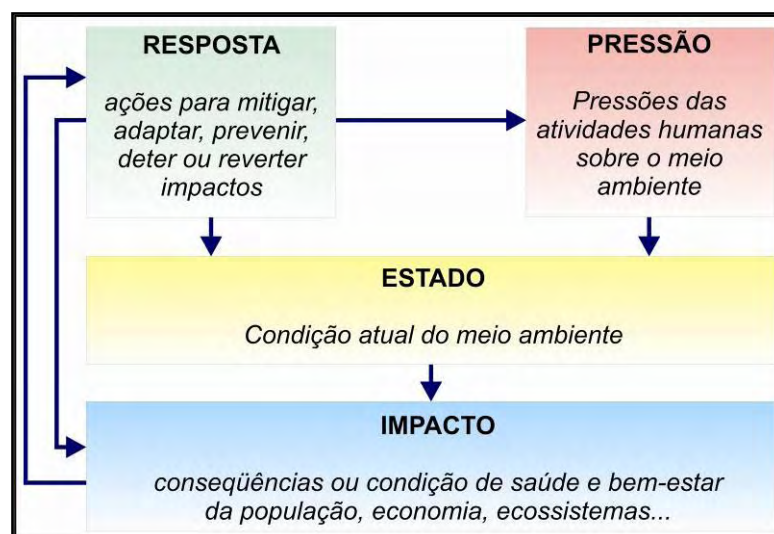 RESPOSTA
ações para mitigar,
adaptar, prevenir,
deter ou reverter
impactos
PRESSÃO
Pressões das
atividades humanas
sobre o meio
ambiente
ESTADO
Condição atual do meio ambiente
IMPACTO
conseqüências ou condição de saúde e bem-estar
da população, economia, ecossistemas...